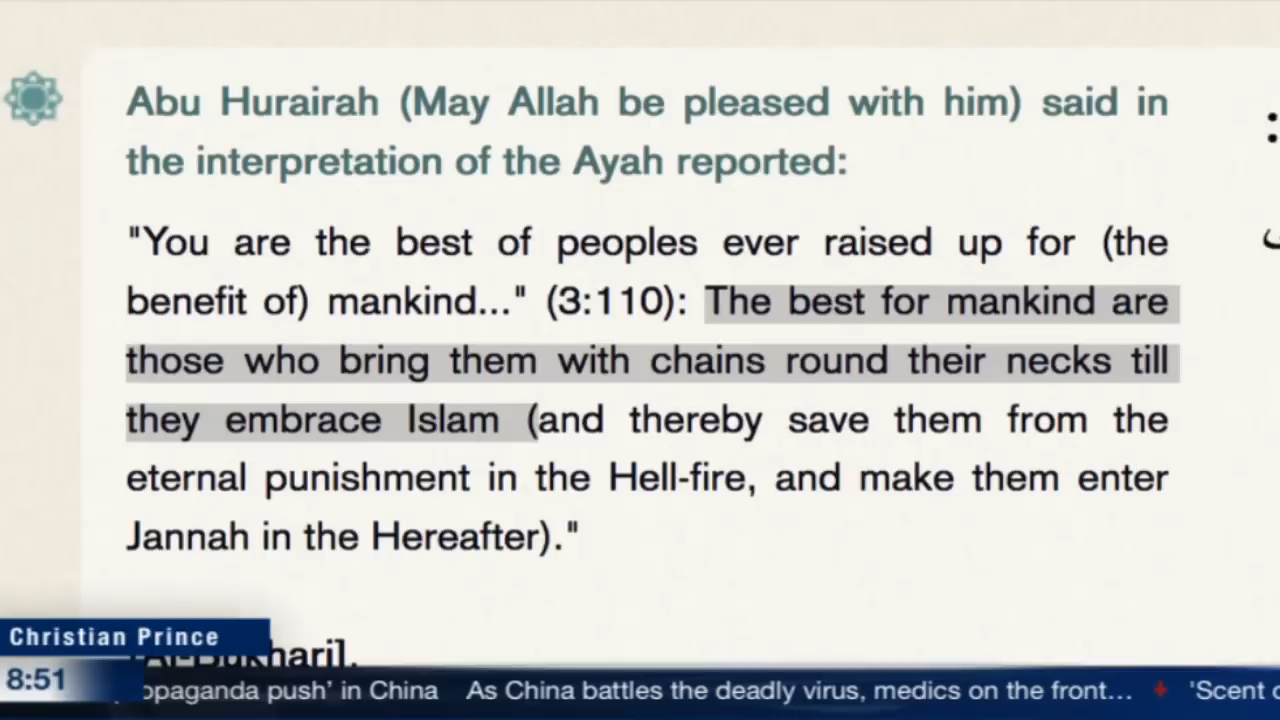 Abu Hurairah (May Allah be pleased with him) said in
the interpretation of the Ayah reported:
"You are the best of peoples ever raised up for (the
benefit of) mankind..." (3:110): The best for mankind are
those who bring them with chains round their necks till
they embrace Islam (and thereby save them from the
eternal punishment in the Hell-fire, and make them enter
Jannah in the Hereafter)."
Christian Prince
[Al-Bukhari].
8:51
opaganda push' in China As China battles the deadly virus, medics on the front... 'Scent